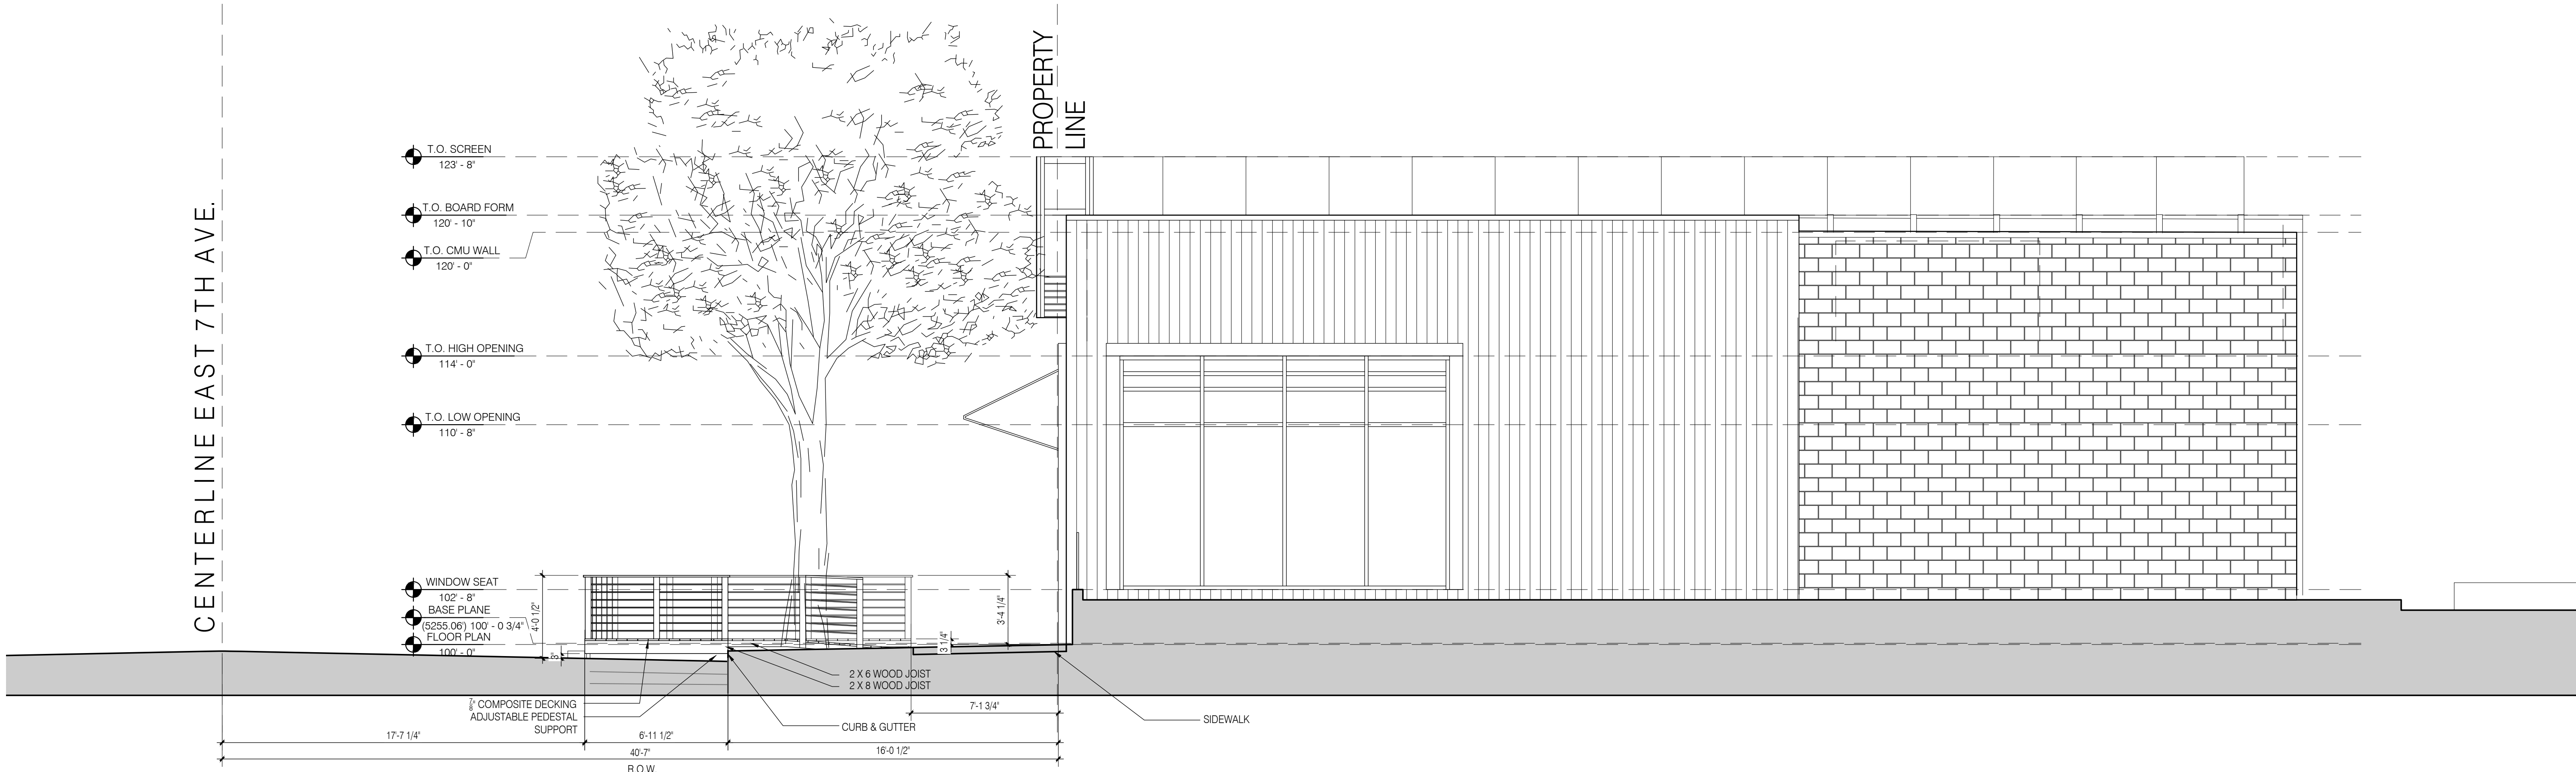 PROPERTY
LINE
CENTERLINE EAST 7TH AVE.
T.O. SCREEN
123' - 8"
T.O. BOARD FORM
120' - 10"
T.O. CMU WALL
120' - 0"
T.O. HIGH OPENING
114' - 0"
T.O. LOW OPENING
110' - 8"
WINDOW SEAT
102' - 8"
BASE PLANE
(5255.06') 100' - 0 3/4"
FLOOR PLAN
100' - 0"
4'-0 1/2"
3"
3'-4 1/4"
3 1/4"
2 X 6 WOOD JOIST
2 X 8 WOOD JOIST
7/8" COMPOSITE DECKING
ADJUSTABLE PEDESTAL
SUPPORT
CURB & GUTTER
7'-1 3/4"
SIDEWALK
17'-7 1/4"
6'-11 1/2"
16'-0 1/2"
40'-7"
R.O.W.